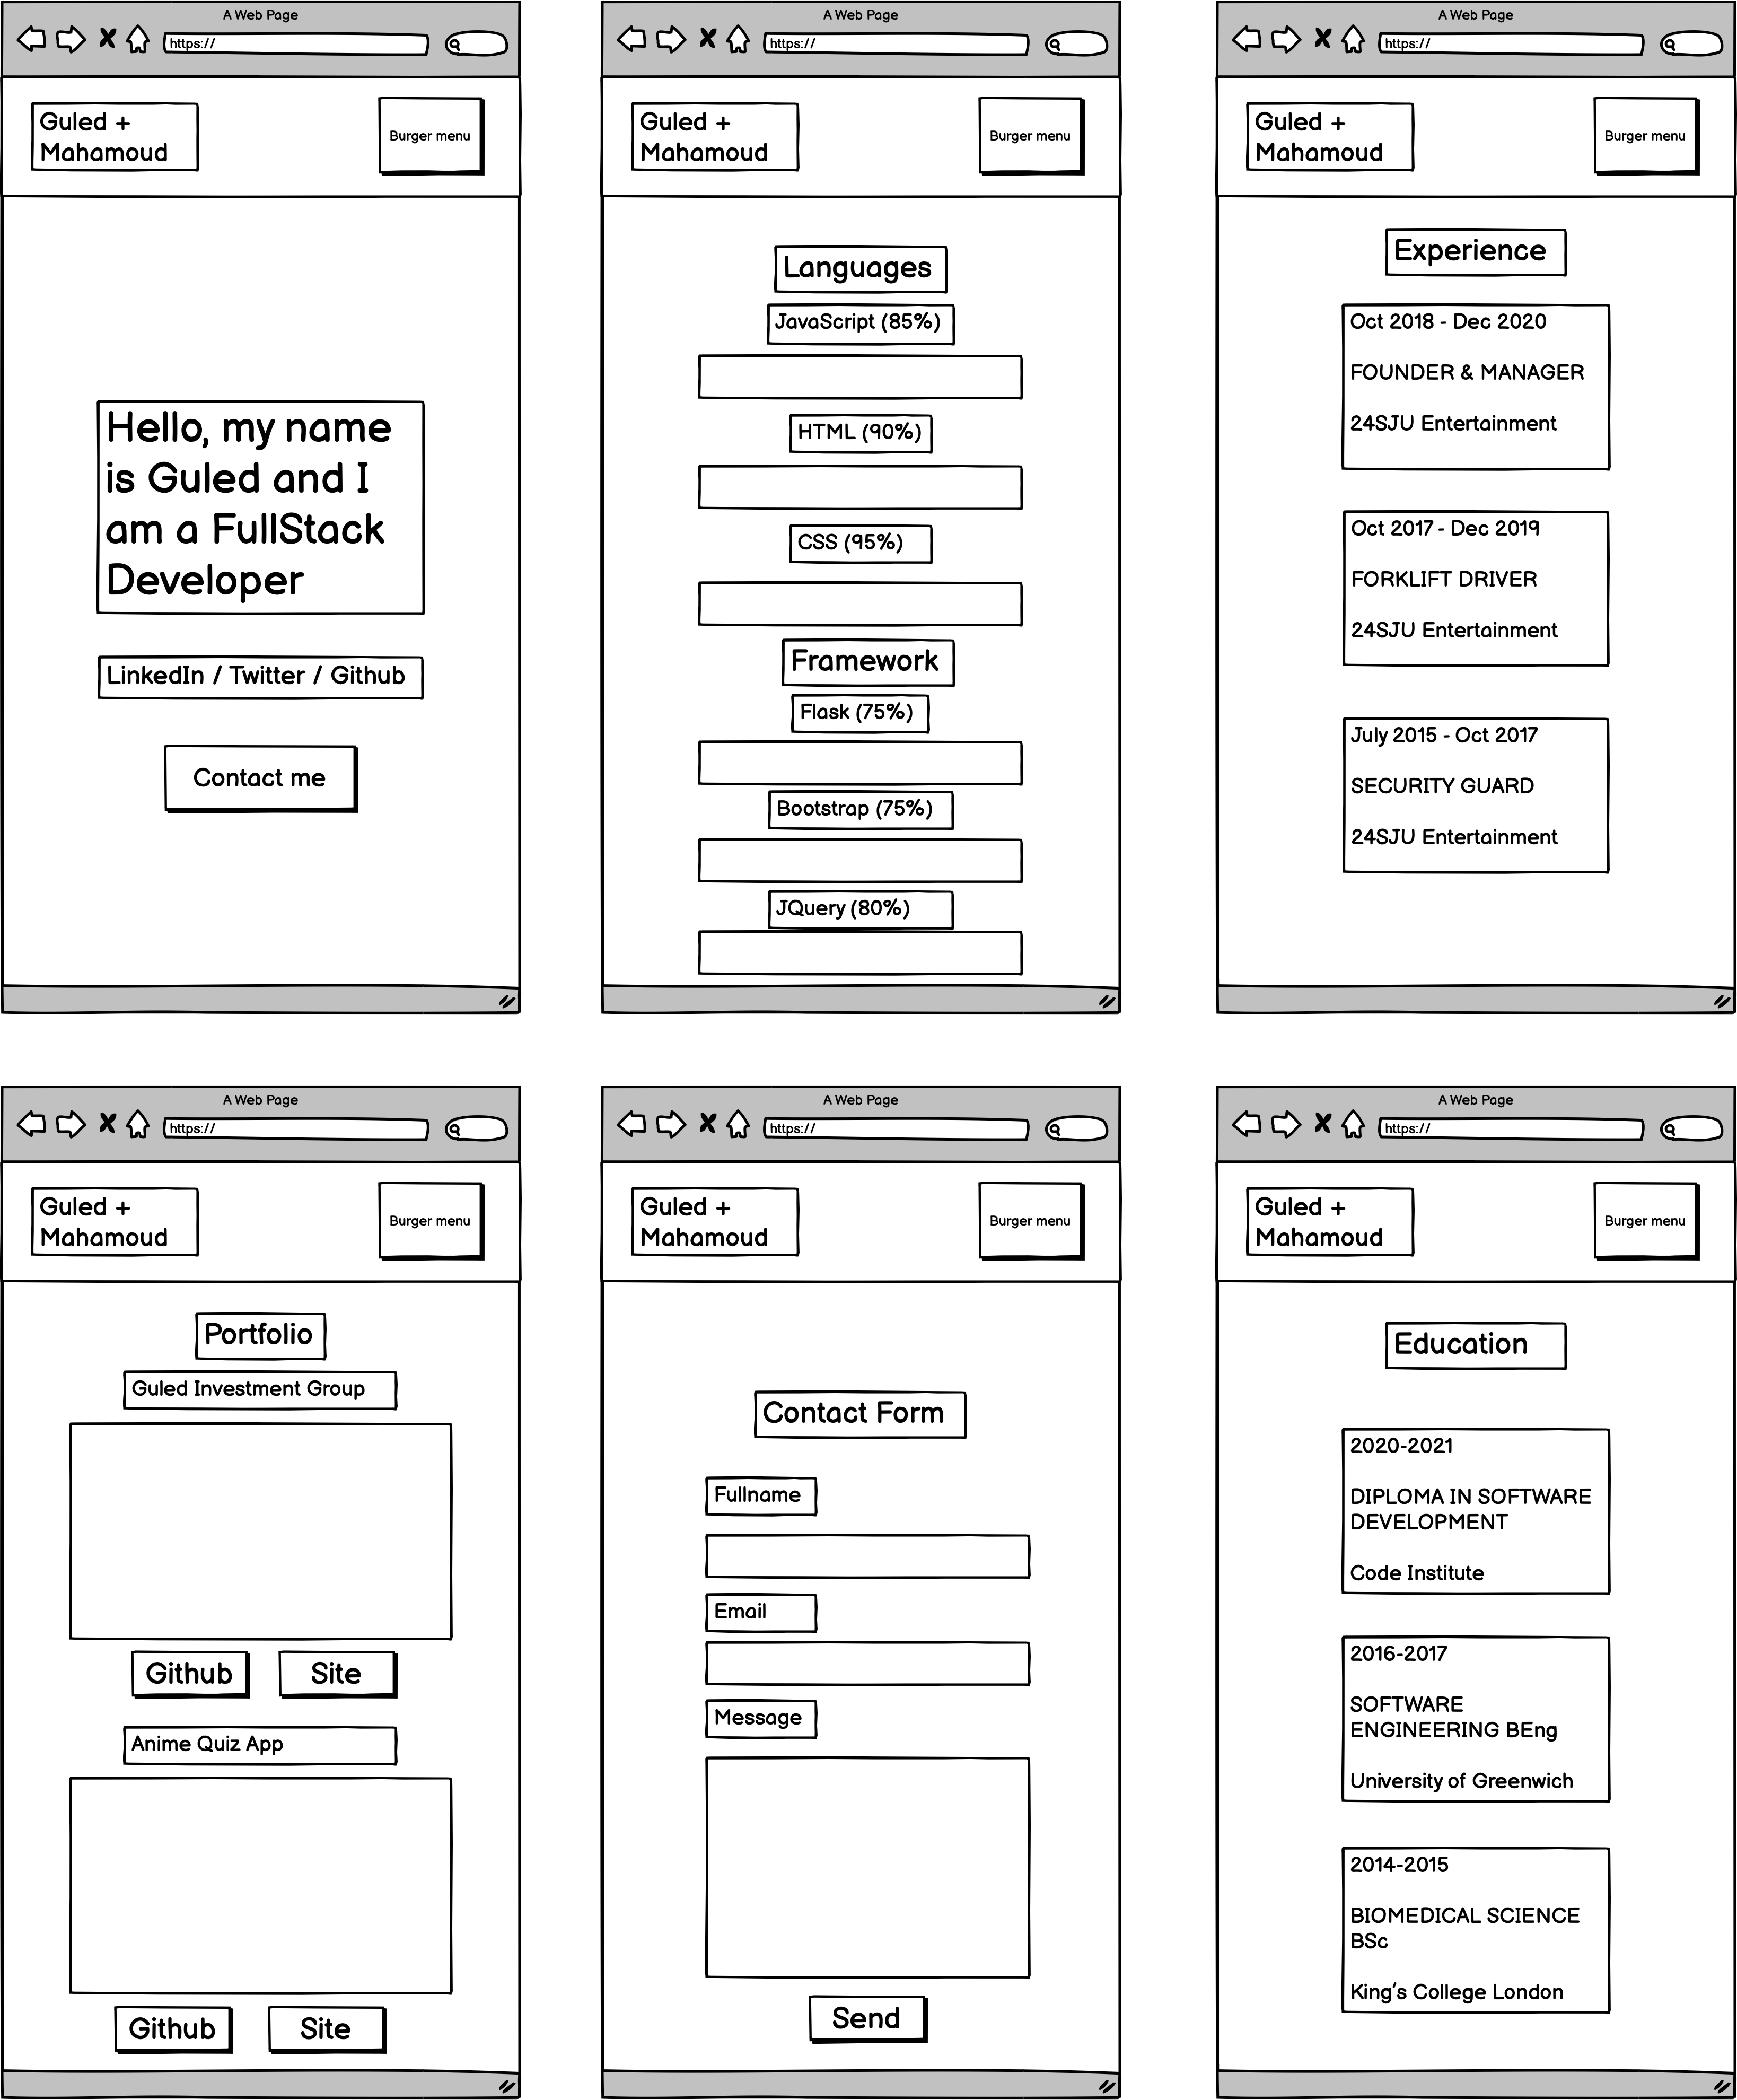 A Web Page
https://
Guled +
Mahamoud
Burger menu
Hello, my name
is Guled and I
am a FullStack
Developer
LinkedIn / Twitter / Github
Contact me
A Web Page
https://
Guled +
Mahamoud
Burger menu
Languages
JavaScript (85%)
HTML (90%)
CSS (95%)
Framework
Flask (75%)
Bootstrap (75%)
JQuery (80%)
A Web Page
https://
Guled +
Mahamoud
Burger menu
Experience
Oct 2018 - Dec 2020
FOUNDER & MANAGER
24SJU Entertainment
Oct 2017 - Dec 2019
FORKLIFT DRIVER
24SJU Entertainment
July 2015 - Oct 2017
SECURITY GUARD
24SJU Entertainment
A Web Page
https://
Guled +
Mahamoud
Burger menu
Portfolio
Guled Investment Group
Github Site
Anime Quiz App
Github Site
A Web Page
https://
Guled +
Mahamoud
Burger menu
Contact Form
Fullname
Email
Message
Send
A Web Page
https://
Guled +
Mahamoud
Burger menu
Education
2020-2021
DIPLOMA IN SOFTWARE
DEVELOPMENT
Code Institute
2016-2017
SOFTWARE
ENGINEERING BEng
University of Greenwich
2014-2015
BIOMEDICAL SCIENCE
BSc
King's College London